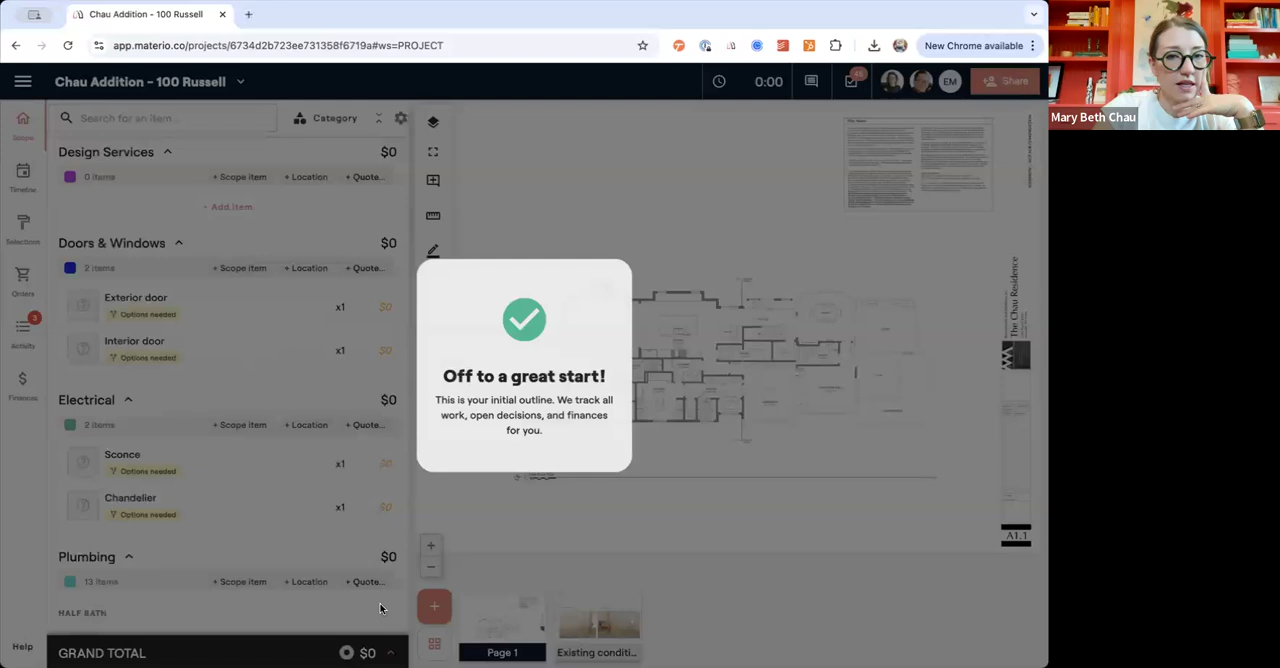 Chau Addition - 100 Russell
app.materio.co/projects/6734d2b723ee731358f6719a#ws=PROJECT
New Chrome available
Chau Addition - 100 Russell
0:00
EM
Share
Mary Beth Chau
Search for an item...
Category
Design Services
$0
0 items
+ Scope item
+ Location
+ Quote...
+ Add item
Timeline
Selections
Orders
3
Activity
Finances
Help
Doors & Windows
$0
2 items
+ Scope item
+ Location
+ Quote...
Exterior door
Options needed
x1
$0
Interior door
Options needed
x1
$0
Electrical
$0
2 items
+ Scope item
+ Location
+ Quote...
Sconce
Options needed
x1
$0
Chandelier
Options needed
x1
$0
Plumbing
$0
13 items
+ Scope item
+ Location
+ Quote...
HALF BATH
GRAND TOTAL
$0
Off to a great start!
This is your initial outline. We track all
work, open decisions, and finances
for you.
The Chau Residence
A1.1
Page 1
Existing conditi...